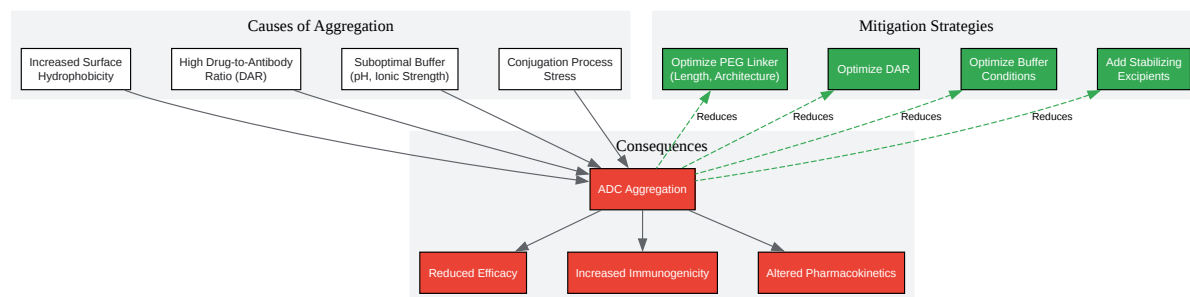 Causes of Aggregation
Increased Surface
Hydrophobicity
High Drug-to-Antibody
Ratio (DAR)
Suboptimal Buffer
(pH, Ionic Strength)
Conjugation Process
Stress
Mitigation Strategies
Optimize PEG Linker
(Length, Architecture)
Optimize DAR
Optimize Buffer
Conditions
Add Stabilizing
Excipients
Reduces
Reduces
Reduces
Reduces
Consequences
ADC Aggregation
Reduced Efficacy
Increased Immunogenicity
Altered Pharmacokinetics